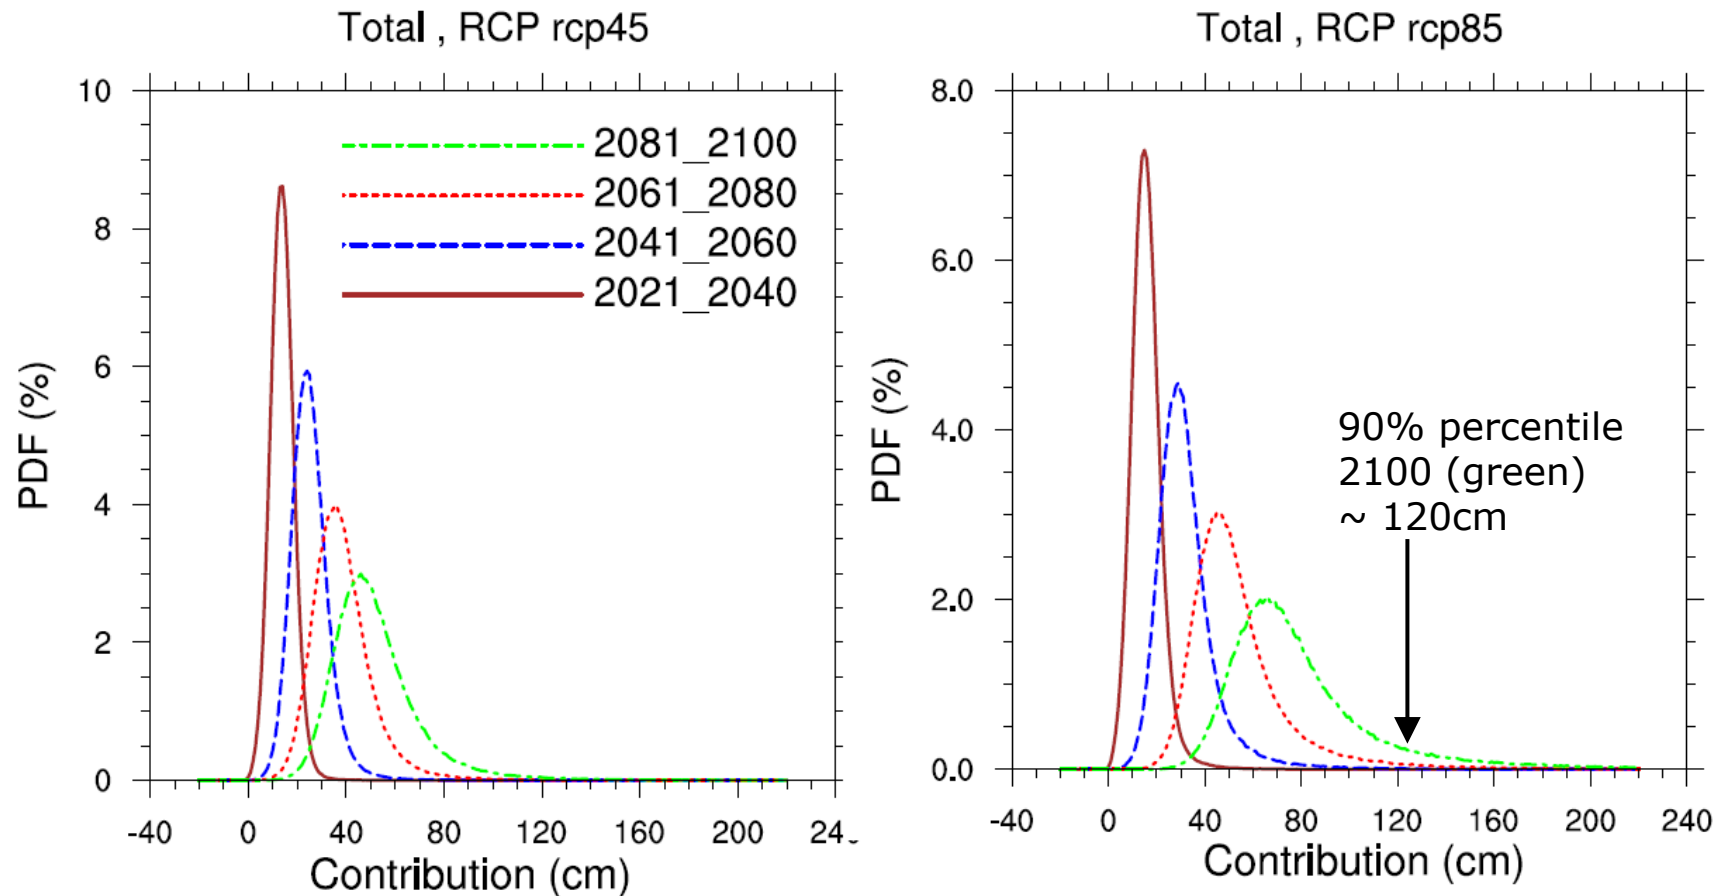 Total , RCP rcp45
10
8
6
4
2
0
PDF (%)
2081_2100
2061_2080
2041_2060
2021_2040
-40 0 40 80 120 160 200
Contribution (cm)
Total , RCP rcp85
8.0
6.0
4.0
2.0
0.0
PDF (%)
90% percentile
2100 (green)
~ 120cm
-40 0 40 80 120 160 200 240
Contribution (cm)